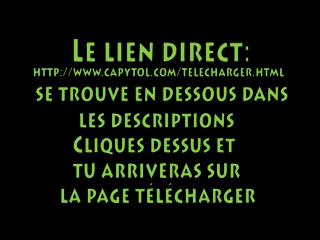 Le lien direct:
http://www.capytol.com/telecharger.html
se trouve en dessous dans
les descriptions
Cliques dessus et
tu arriveras sur
la page télécharger